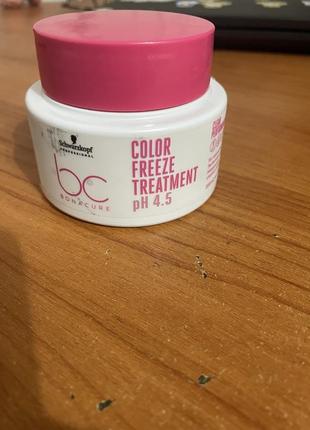 Schwarzkopf
PROFESSIONAL
bc
BONACURE
COLOR
FREEZE
TREATMENT
pH 4.5